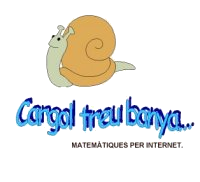 Cargol treu banya...
MATEMÀTIQUES PER INTERNET.